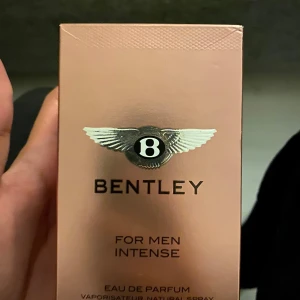 B
BENTLEY
FOR MEN
INTENSE
EAU DE PARFUM
VAPORISATEUR NATURAL SPRAY